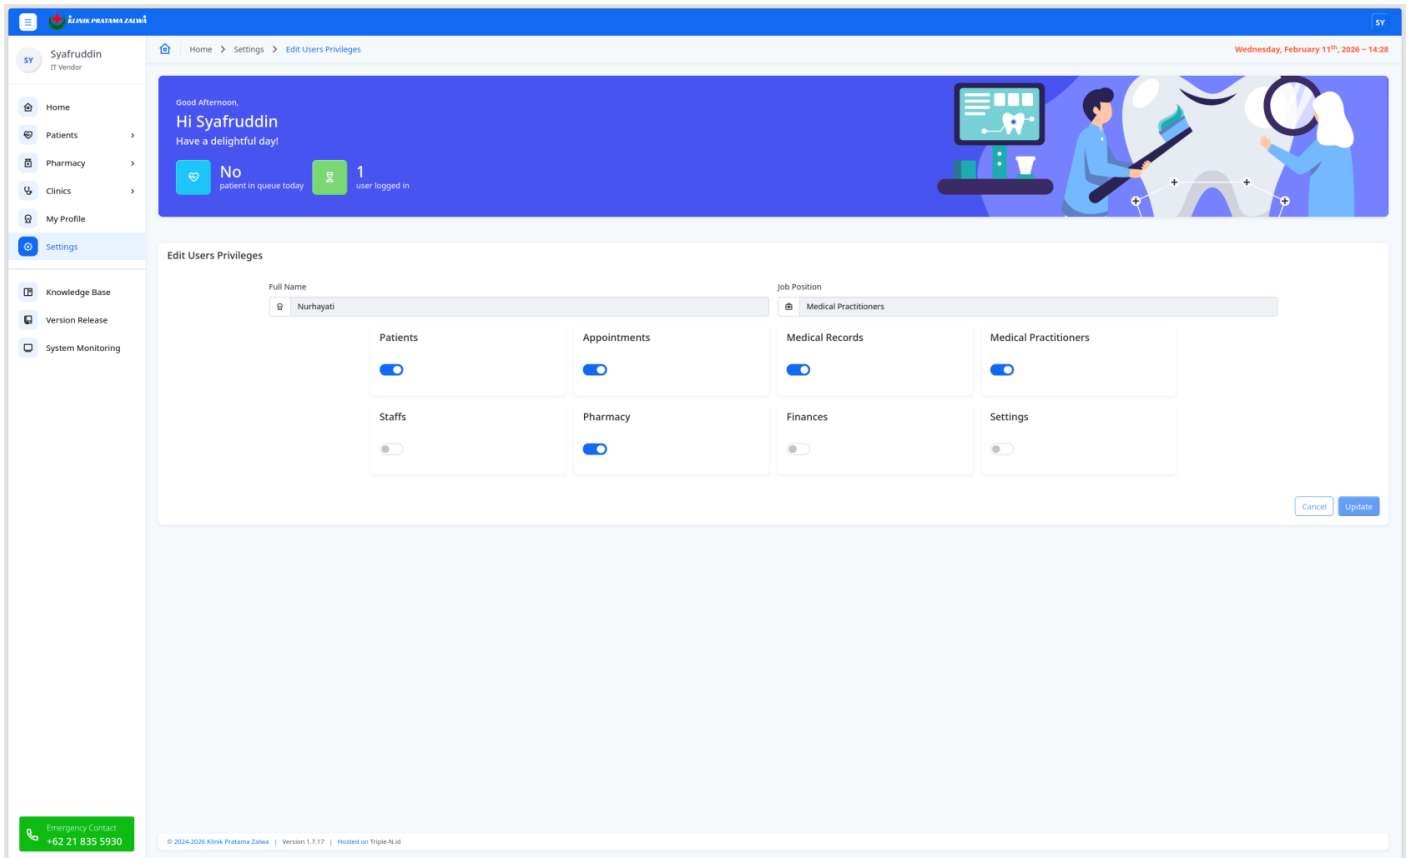 KLINIK PRATAMA ZALWA
SY
SY
Syafruddin
IT Vendor
Home
Patients
Pharmacy
Clinics
My Profile
Settings
Knowledge Base
Version Release
System Monitoring
Emergency Contact
+62 21 835 5930
Home > Settings > Edit Users Privileges
Wednesday, February 11th, 2026 ~ 14:28
Good Afternoon,
Hi Syafruddin
Have a delightful day!
No
patient in queue today
1
user logged in
Edit Users Privileges
Full Name
Nurhayati
Job Position
Medical Practitioners
Patients
Appointments
Medical Records
Medical Practitioners
Staffs
Pharmacy
Finances
Settings
Cancel
Update
© 2024-2026 Klinik Pratama Zalwa | Version 1.7.17 | Hosted on Triple-N.id